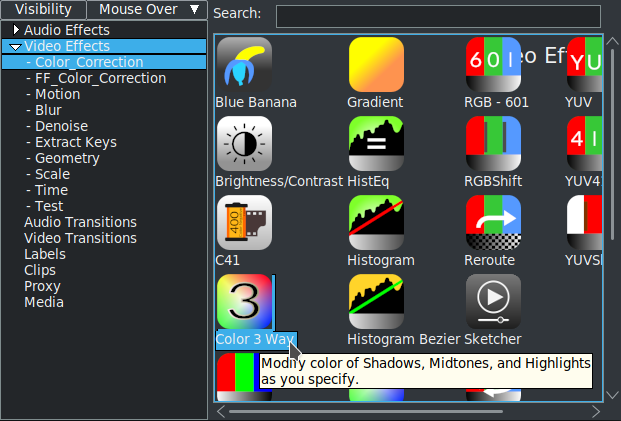 Visibility
Mouse Over
Search:
Audio Effects
Video Effects
- Color_Correction
- FF_Color_Correction
- Motion
- Blur
- Denoise
- Extract Keys
- Geometry
- Scale
- Time
- Test
Audio Transitions
Video Transitions
Labels
Clips
Proxy
Media
601
YU
Blue Banana
Gradient
RGB - 601
YUV
41
Brightness/Contrast
HistEq
RGBShift
YUV4
400
C41
Histogram
Reroute
YUVS
3
Color 3 Way
Histogram Bezier
Sketcher
Modify color of Shadows, Midtones, and Highlights
as you specify.